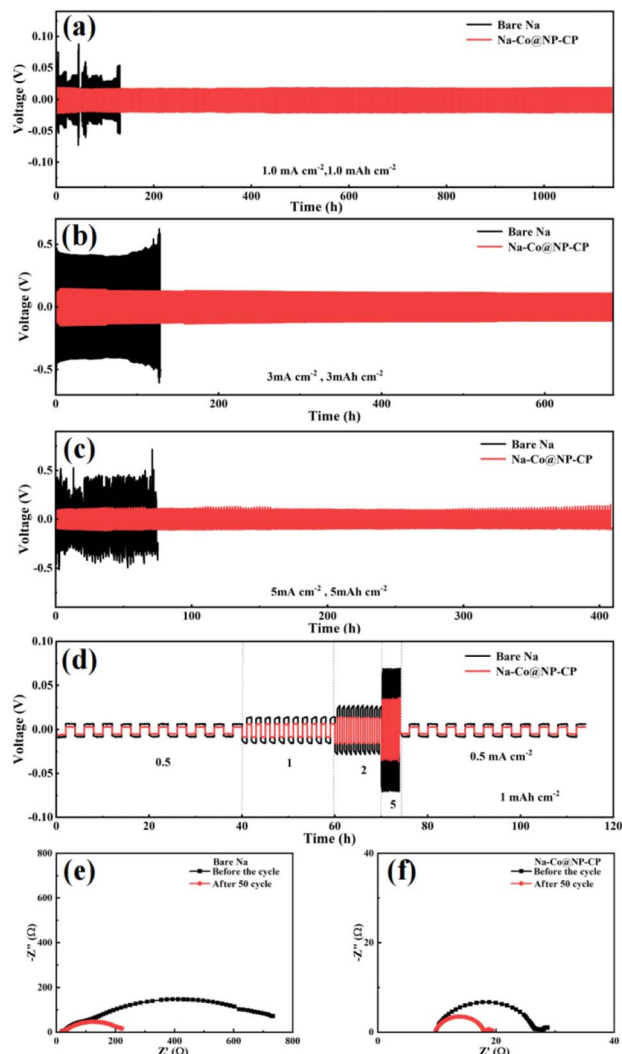 (a)
Bare Na
Na-Co@NP-CP
0.10
0.05
0.00
-0.05
-0.10
Voltage (V)
1.0 mA cm⁻²,1.0 mAh cm⁻²
200 400 600 800 1000
Time (h)
(b)
Bare Na
Na-Co@NP-CP
0.5
0.0
-0.5
Voltage (V)
3mA cm⁻² , 3mAh cm⁻²
0 200 400 600
Time (h)
(c)
Bare Na
Na-Co@NP-CP
0.5
0.0
-0.5
Voltage (V)
5mA cm⁻² , 5mAh cm⁻²
0 100 200 300 400
Time (h)
(d)
Bare Na
Na-Co@NP-CP
0.10
0.05
0.00
-0.05
-0.10
Voltage (V)
0.5 1 2 5 0.5 mA cm⁻²
1 mAh cm⁻²
0 20 40 60 80 100 120
Time (h)
(e)
Bare Na
Before the cycle
After 50 cycle
800
600
400
200
0
-Z'' (Ω)
0 200 400 600 800
Z' (Ω)
(f)
Na-Co@NP-CP
Before the cycle
After 50 cycle
40
20
0
-Z'' (Ω)
0 20 40
Z' (Ω)